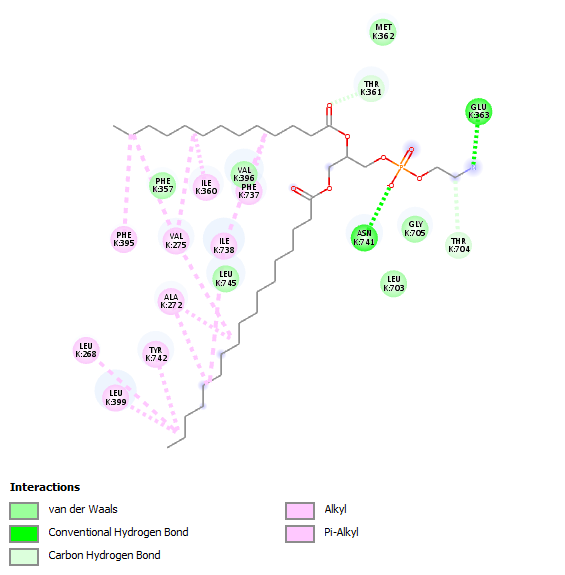 MET
K:362
THR
K:361
GLU
K:363
PHE
K:357
ILE
K:360
VAL
K:396
PHE
K:737
PHE
K:395
VAL
K:275
ILE
K:738
ASN
K:741
GLY
K:705
THR
K:704
LEU
K:745
LEU
K:703
ALA
K:272
LEU
K:268
TYR
K:742
LEU
K:399
Interactions
van der Waals
Conventional Hydrogen Bond
Carbon Hydrogen Bond
Alkyl
Pi-Alkyl